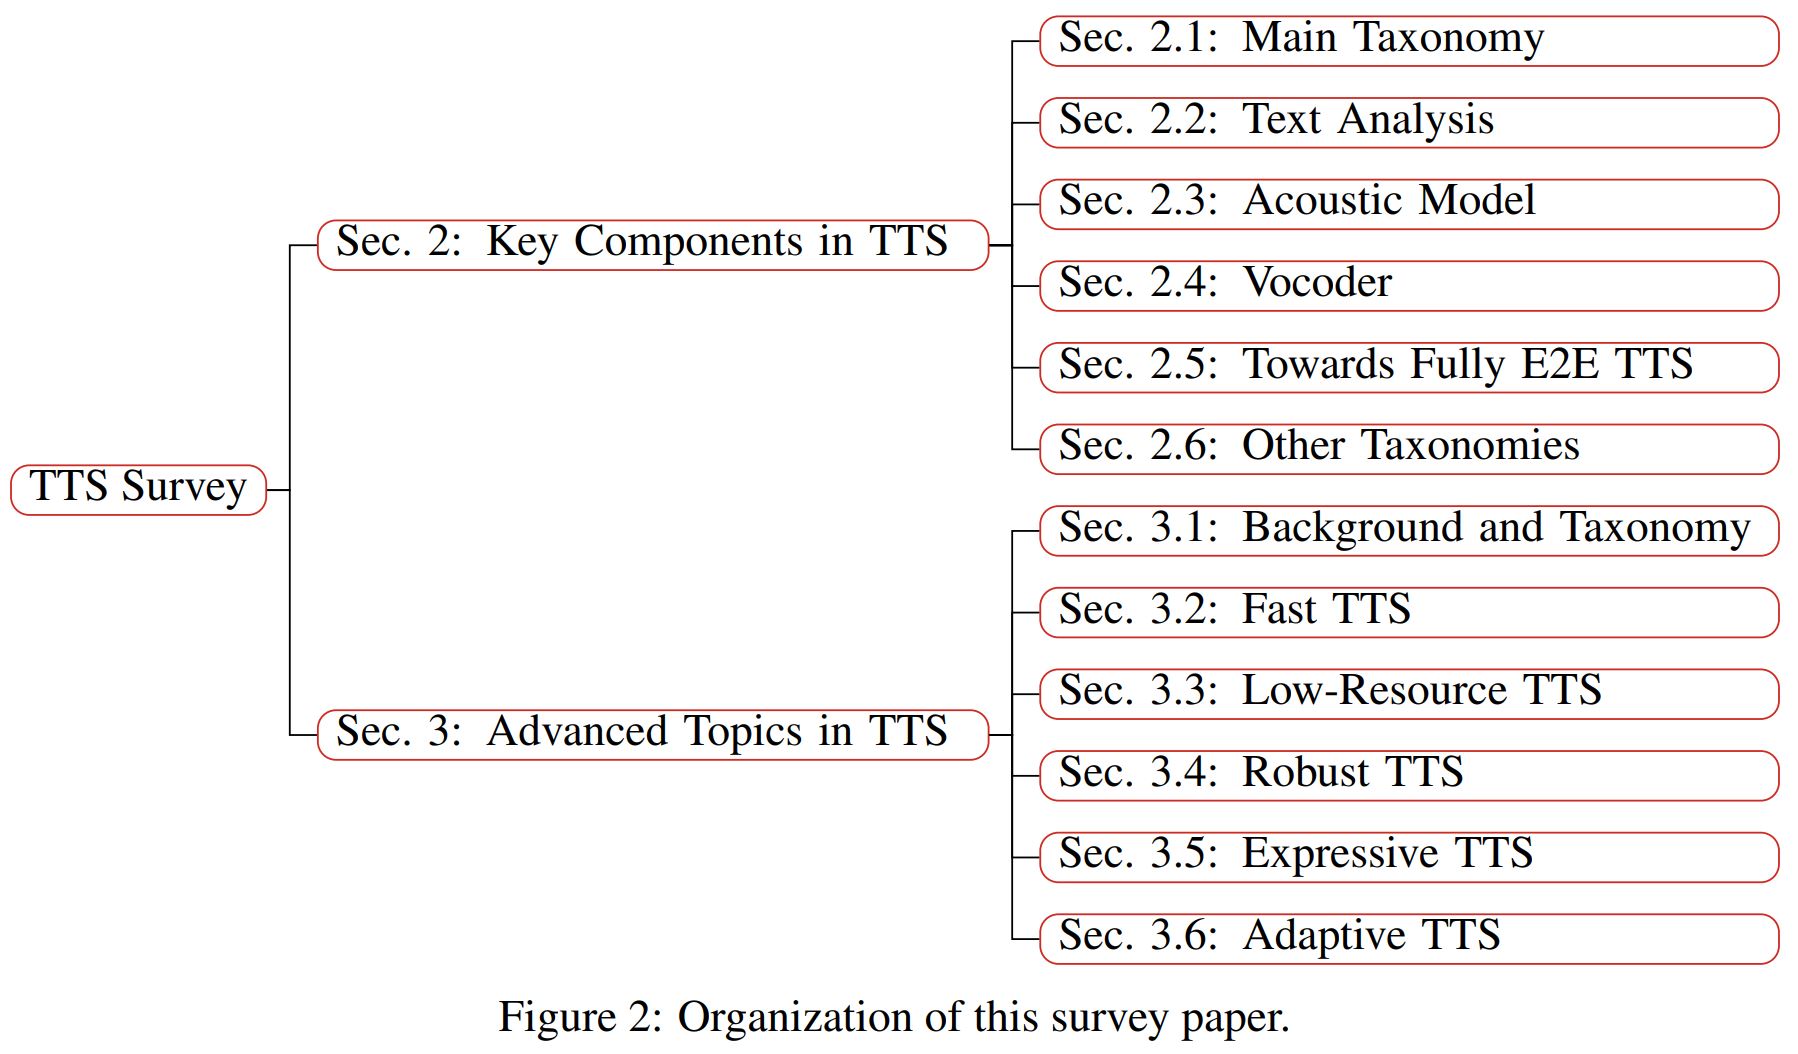 TTS Survey
Sec. 2: Key Components in TTS
Sec. 2.1: Main Taxonomy
Sec. 2.2: Text Analysis
Sec. 2.3: Acoustic Model
Sec. 2.4: Vocoder
Sec. 2.5: Towards Fully E2E TTS
Sec. 2.6: Other Taxonomies
Sec. 3: Advanced Topics in TTS
Sec. 3.1: Background and Taxonomy
Sec. 3.2: Fast TTS
Sec. 3.3: Low-Resource TTS
Sec. 3.4: Robust TTS
Sec. 3.5: Expressive TTS
Sec. 3.6: Adaptive TTS
Figure 2: Organization of this survey paper.